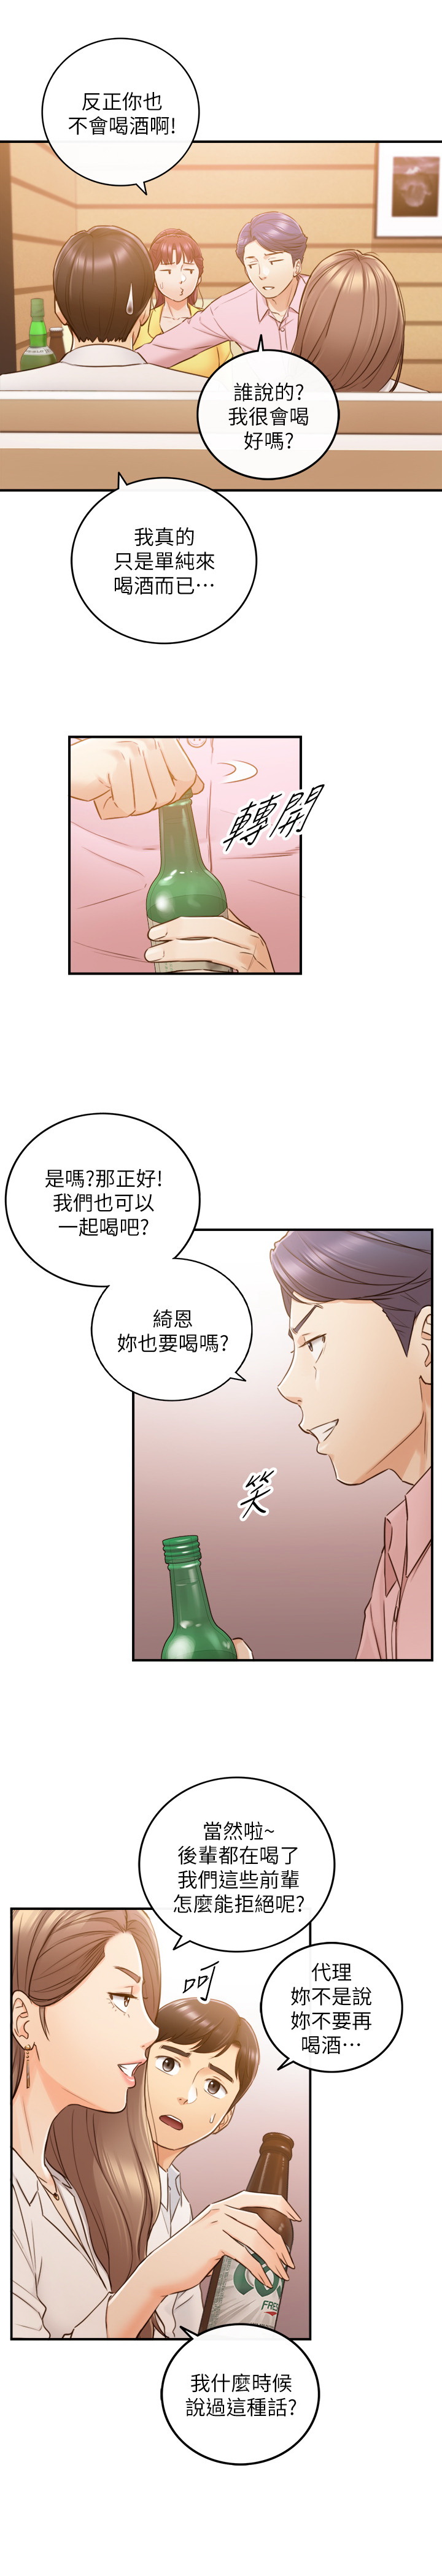 反正你也
不會喝酒啊!
誰說的?
我很會喝
好嗎?
我真的
只是單純來
喝酒而已…
轉開
是嗎?那正好!
我們也可以
一起喝吧?
綺恩
妳也要喝嗎?
笑
當然啦~
後輩都在喝了
我們這些前輩
怎麼能拒絕呢?
呵
代理
妳不是說
妳不要再
喝酒…
FRE
我什麼時候
說過這種話?